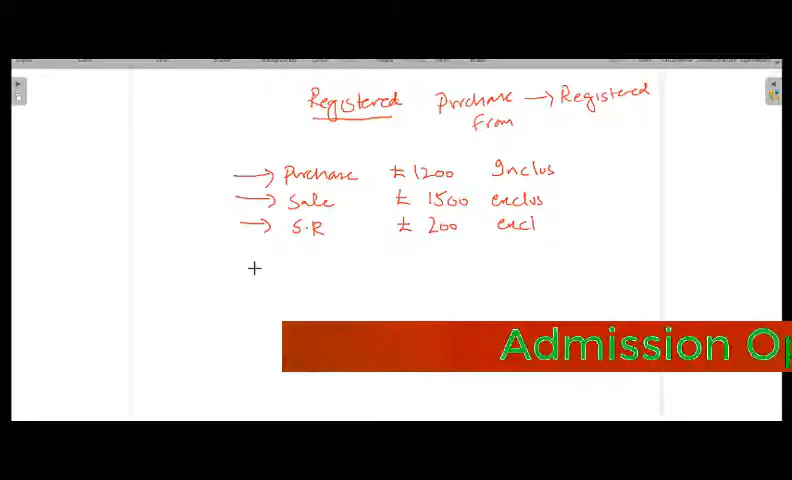 Registered Purchase → Registered
From
→ Purchase £ 1200 Inclus
→ Sale £ 1500 exclus
→ S.R £ 200 excl
Admission Op